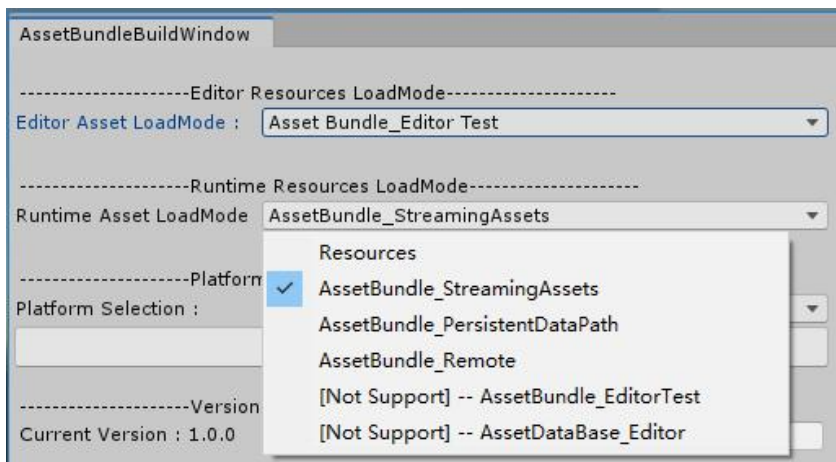 AssetBundleBuildWindow
---------------------Editor Resources LoadMode---------------------
Editor Asset LoadMode : Asset Bundle_Editor Test
---------------------Runtime Resources LoadMode---------------------
Runtime Asset LoadMode AssetBundle_StreamingAssets
Resources
---------------------Platform
AssetBundle_StreamingAssets
Platform Selection :
AssetBundle_PersistentDataPath
AssetBundle_Remote
[Not Support] -- AssetBundle_EditorTest
---------------------Version
Current Version : 1.0.0
[Not Support] -- AssetDataBase_Editor